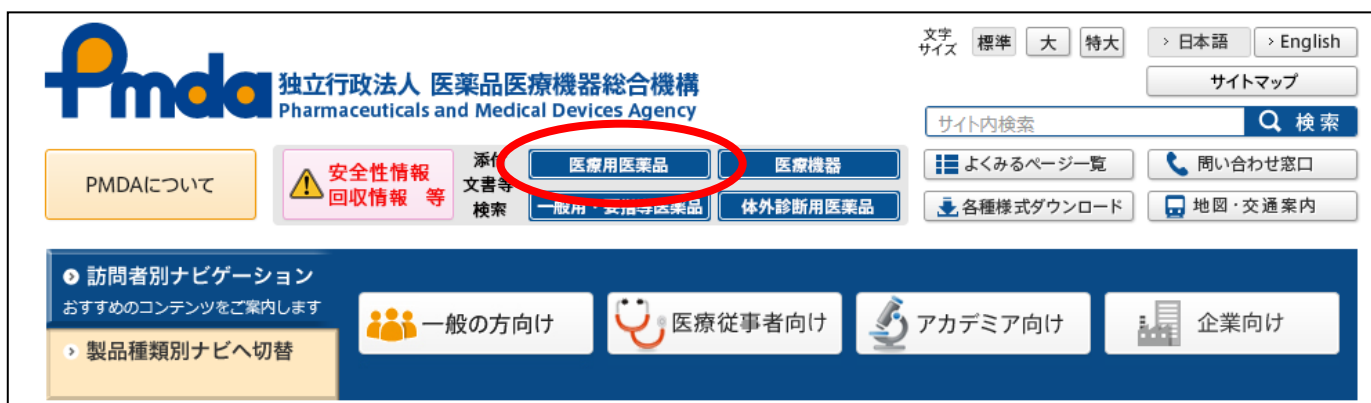 文字
サイズ 標準 大 特大 › 日本語 › English
Pmda 独立行政法人 医薬品医療機器総合機構
Pharmaceuticals and Medical Devices Agency
サイトマップ
サイト内検索 検索
PMDAについて
安全性情報
回収情報 等
添付
文書等
検索
医療用医薬品 医療機器
一般用・要指導医薬品 体外診断用医薬品
よくみるページ一覧 問い合わせ窓口
各種様式ダウンロード 地図・交通案内
訪問者別ナビゲーション
おすすめのコンテンツをご案内します
› 製品種類別ナビへ切替
一般の方向け 医療従事者向け アカデミア向け 企業向け